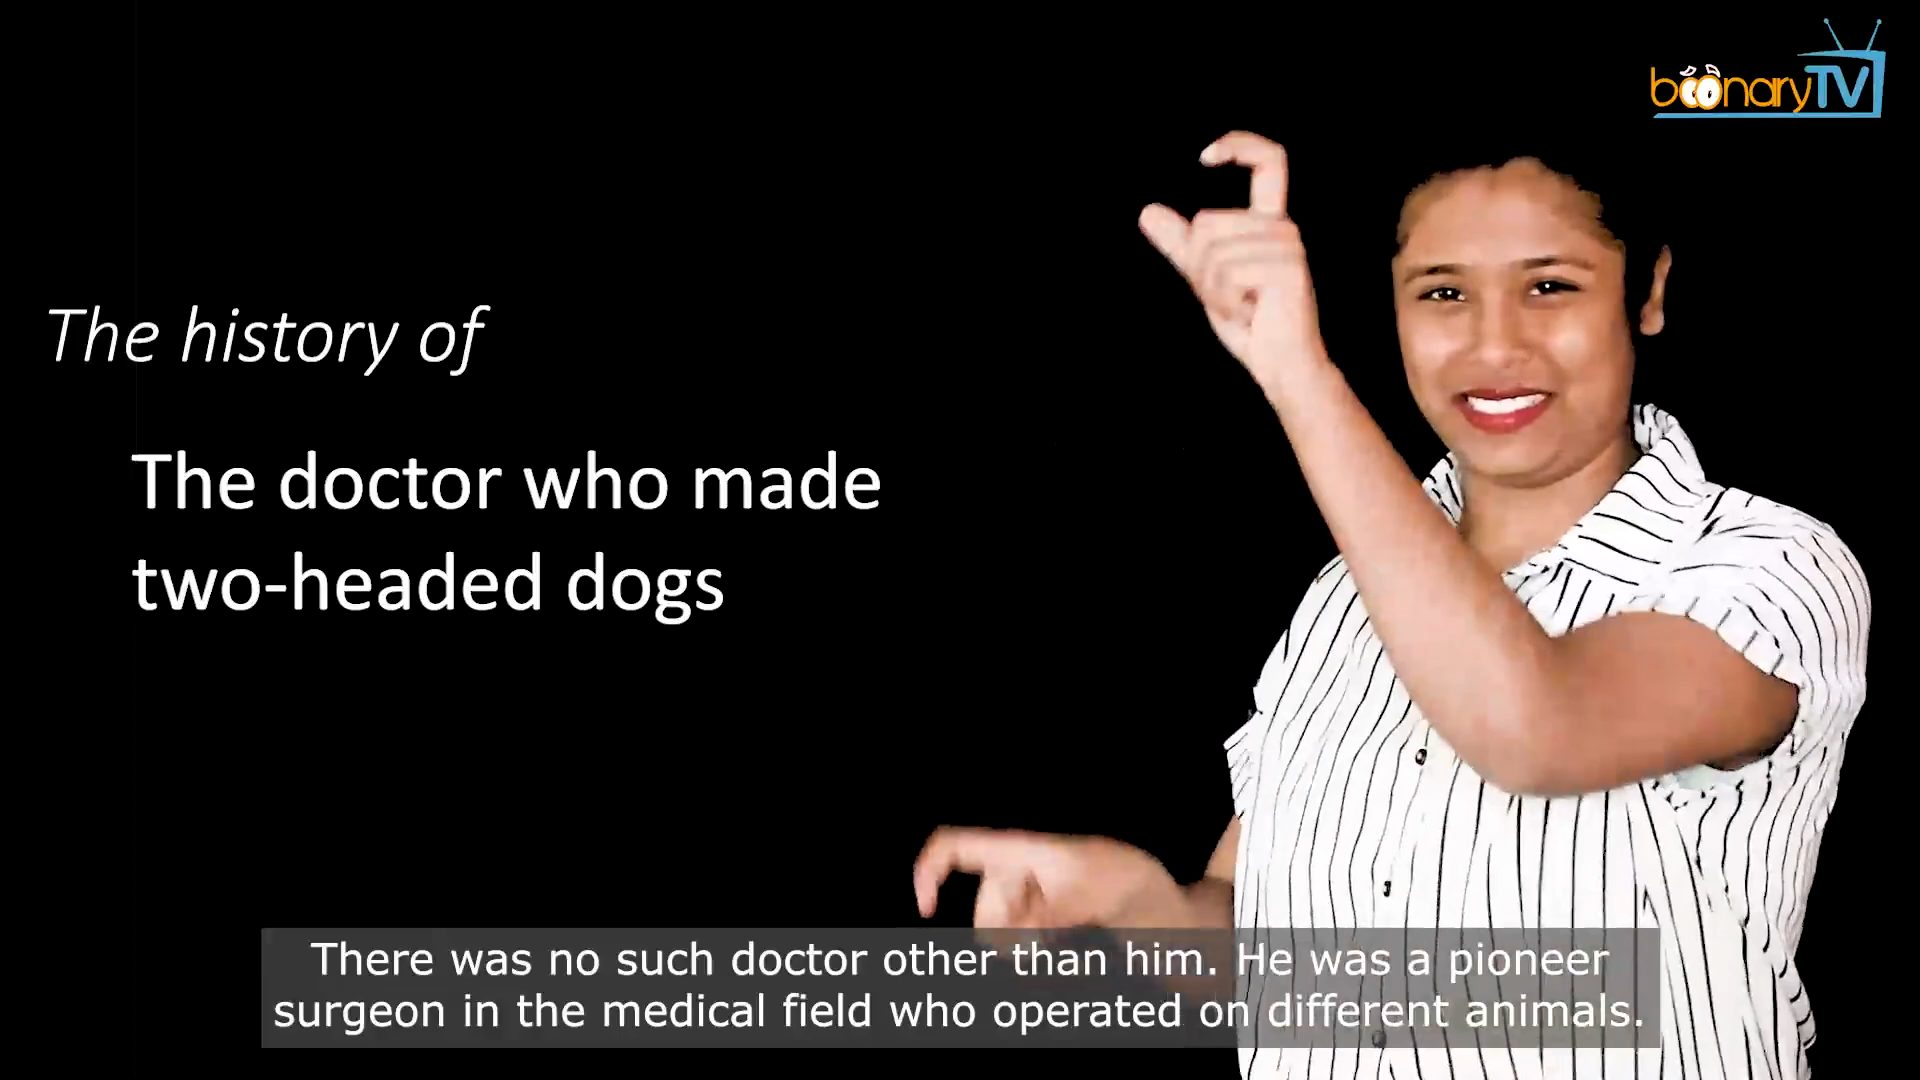 boonaryTV
The history of
The doctor who made
two-headed dogs
There was no such doctor other than him. He was a pioneer
surgeon in the medical field who operated on different animals.